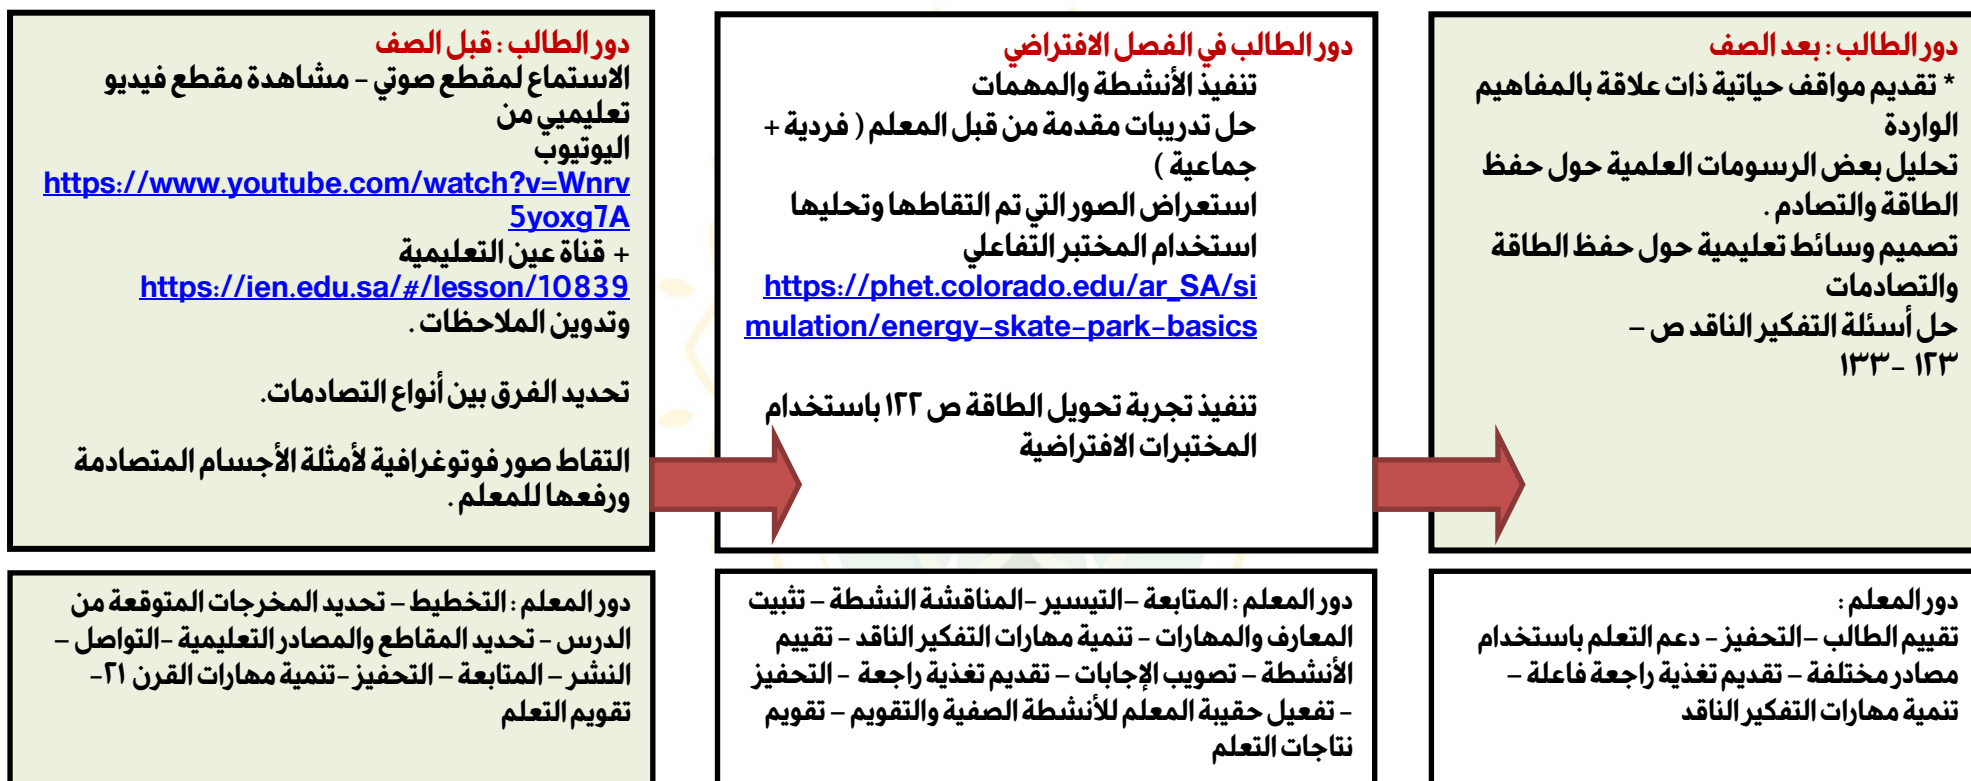 دور الطالب : قبل الصف
الاستماع لمقطع صوتي – مشاهدة مقطع فيديو
تعليميي من
اليوتيوب
https://www.youtube.com/watch?v=Wnrv
5yoxg7A
+ قناة عين التعليمية
https://ien.edu.sa/#/lesson/10839
وتدوين الملاحظات .
تحديد الفرق بين أنواع التصادمات.
التقاط صور فوتوغرافية لأمثلة الأجسام المتصادمة
ورفعها للمعلم .
دور الطالب في الفصل الافتراضي
تنفيذ الأنشطة والمهمات
حل تدريبات مقدمة من قبل المعلم ( فردية +
جماعية )
استعراض الصور التي تم التقاطها وتحليها
استخدام المختبر التفاعلي
https://phet.colorado.edu/ar_SA/si
mulation/energy-skate-park-basics
تنفيذ تجربة تحويل الطاقة ص ١٢٢ باستخدام
المختبرات الافتراضية
دور الطالب : بعد الصف
* تقديم مواقف حياتية ذات علاقة بالمفاهيم
الواردة
تحليل بعض الرسومات العلمية حول حفظ
الطاقة والتصادم .
تصميم وسائط تعليمية حول حفظ الطاقة
والتصادمات
حل أسئلة التفكير الناقد ص –
١٢٣ - ١٣٣
دور المعلم : التخطيط – تحديد المخرجات المتوقعة من
الدرس – تحديد المقاطع والمصادر التعليمية -التواصل –
النشر – المتابعة – التحفيز -تنمية مهارات القرن ٢١-
تقويم التعلم
دور المعلم : المتابعة –التيسير -المناقشة النشطة – تثبيت
المعارف والمهارات – تنمية مهارات التفكير الناقد – تقييم
الأنشطة – تصويب الإجابات – تقديم تغذية راجعة - التحفيز
– تفعيل حقيبة المعلم للأنشطة الصفية والتقويم – تقويم
نتاجات التعلم
دور المعلم :
تقييم الطالب –التحفيز – دعم التعلم باستخدام
مصادر مختلفة – تقديم تغذية راجعة فاعلة –
تنمية مهارات التفكير الناقد